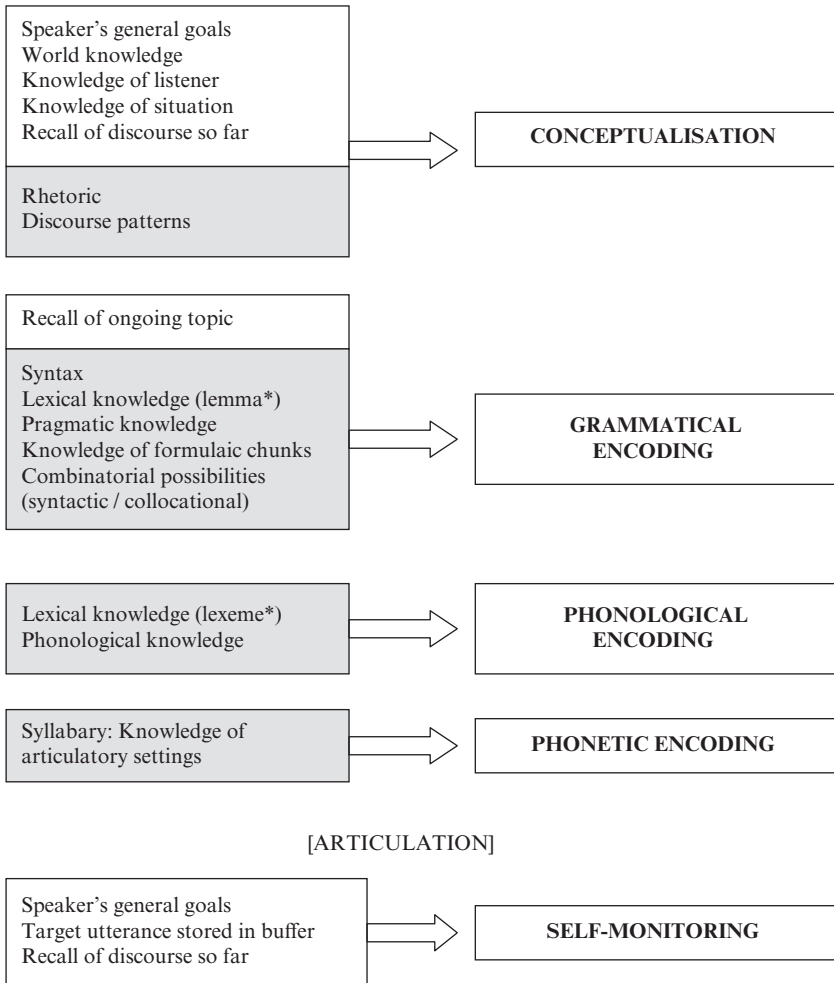 Speaker's general goals
World knowledge
Knowledge of listener
Knowledge of situation
Recall of discourse so far
Rhetoric
Discourse patterns
CONCEPTUALISATION
Recall of ongoing topic
Syntax
Lexical knowledge (lemma*)
Pragmatic knowledge
Knowledge of formulaic chunks
Combinatorial possibilities
(syntactic / collocational)
GRAMMATICAL
ENCODING
Lexical knowledge (lexeme*)
Phonological knowledge
PHONOLOGICAL
ENCODING
Syllabary: Knowledge of
articulatory settings
PHONETIC ENCODING
[ARTICULATION]
Speaker's general goals
Target utterance stored in buffer
Recall of discourse so far
SELF-MONITORING